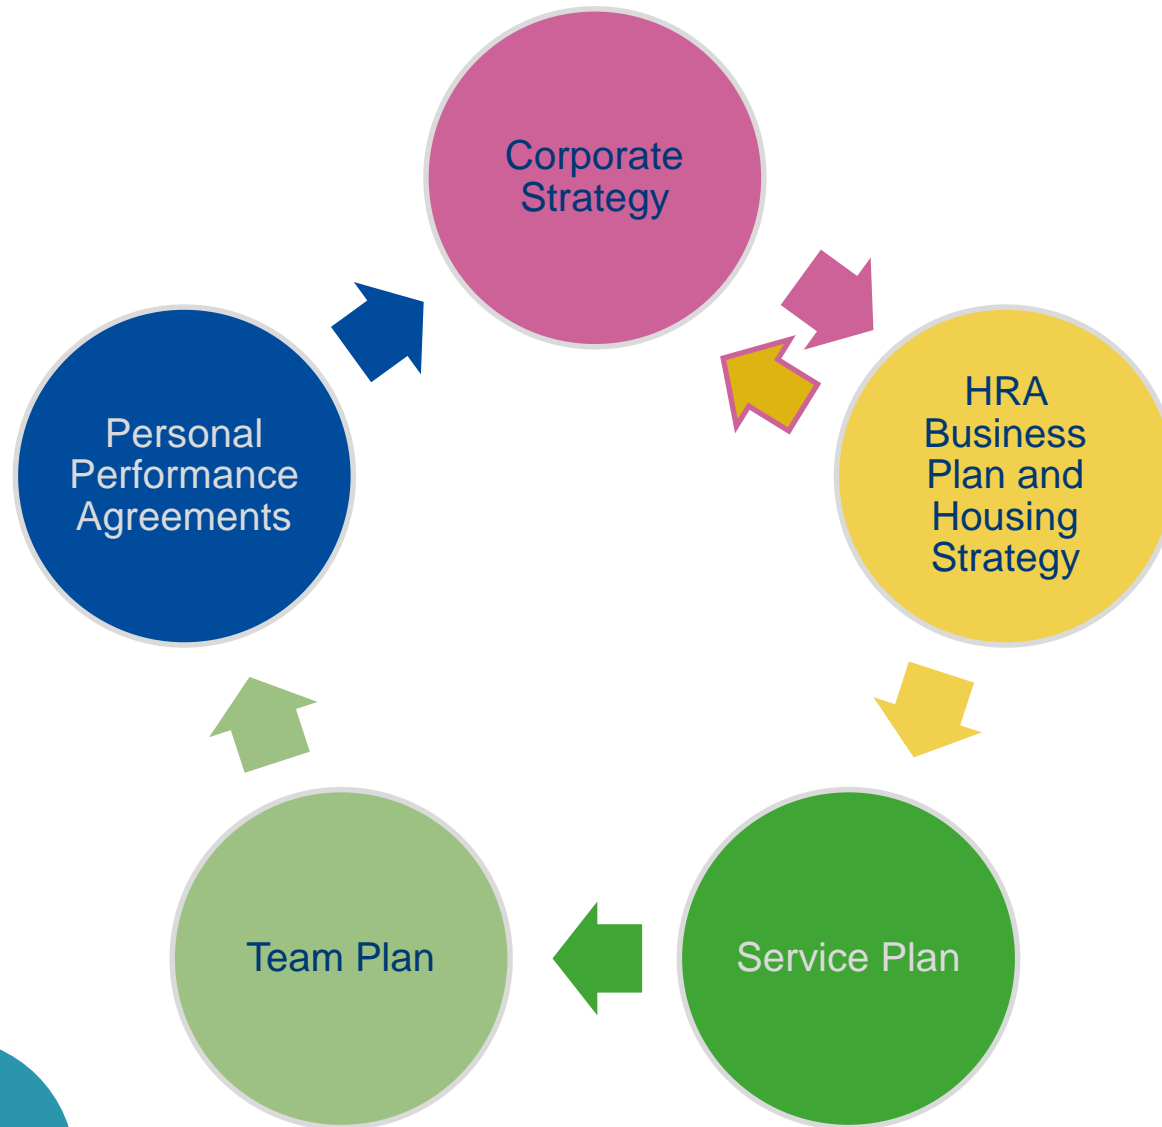 Corporate
Strategy
HRA
Business
Plan and
Housing
Strategy
Service Plan
Team Plan
Personal
Performance
Agreements